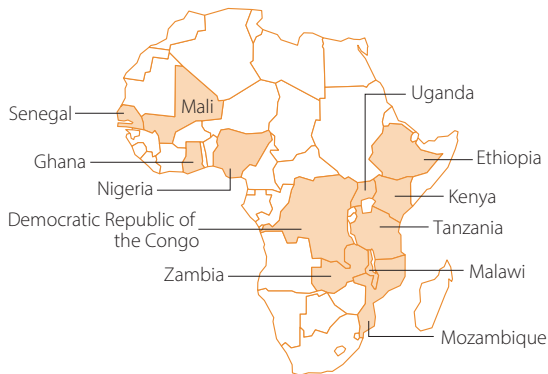 Mali
Senegal
Ghana
Nigeria
Democratic Republic of
the Congo
Zambia
Uganda
Ethiopia
Kenya
Tanzania
Malawi
Mozambique